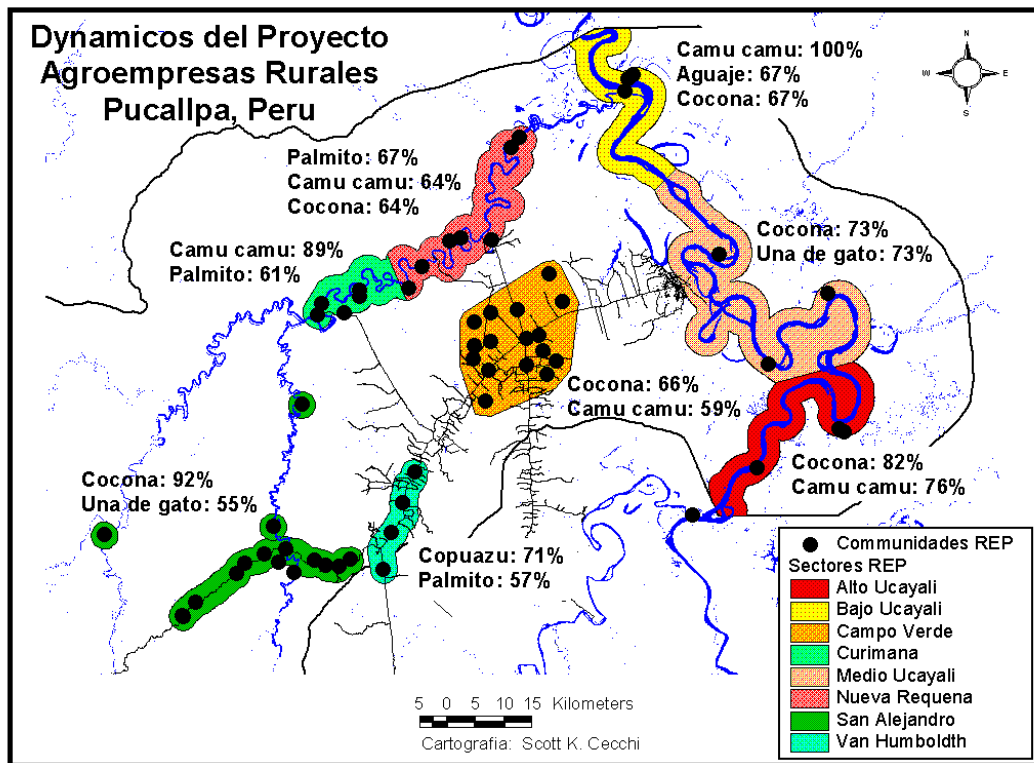 Dynamicos del Proyecto
Agroempresas Rurales
Pucallpa, Peru
Camu camu: 100%
Aguaje: 67%
Cocona: 67%
N
W E
S
Palmito: 67%
Camu camu: 64%
Cocona: 64%
Camu camu: 89%
Palmito: 61%
Cocona: 73%
Una de gato: 73%
Cocona: 66%
Camu camu: 59%
Cocona: 82%
Camu camu: 76%
Cocona: 92%
Una de gato: 55%
Copuazu: 71%
Palmito: 57%
Communidades REP
Sectores REP
Alto Ucayali
Bajo Ucayali
Campo Verde
Curimana
Medio Ucayali
Nueva Requena
San Alejandro
Van Humboldth
5 0 5 10 15 Kilometers
Cartografia: Scott K. Cecchi